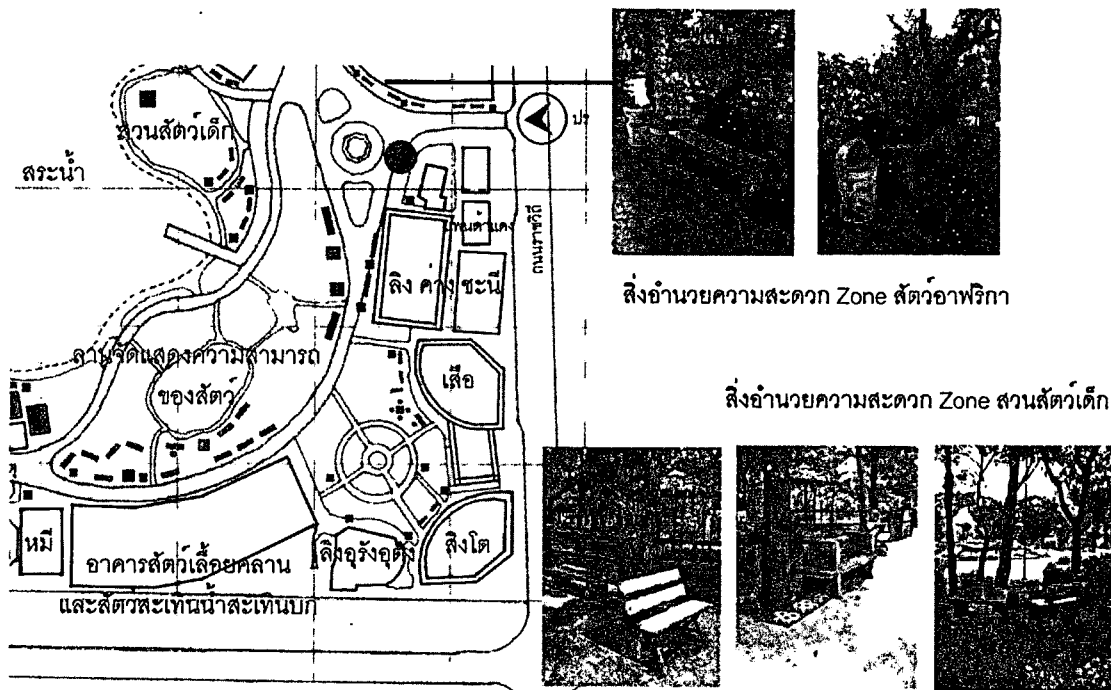 สวนสัตว์เด็ก
สระน้ำ
ถนนราชวิถี
ลิง ค่าง ชะนี
ลานจัดแสดงความสามารถ
ของสัตว์
เสือ
หมี
อาคารสัตว์เลื้อยคลาน
และสัตว์สะเทินน้ำสะเทินบก
ลิงอุรังอุตัง
สิงโต
สิ่งอำนวยความสะดวก Zone สัตว์อาฟริกา
สิ่งอำนวยความสะดวก Zone สวนสัตว์เด็ก